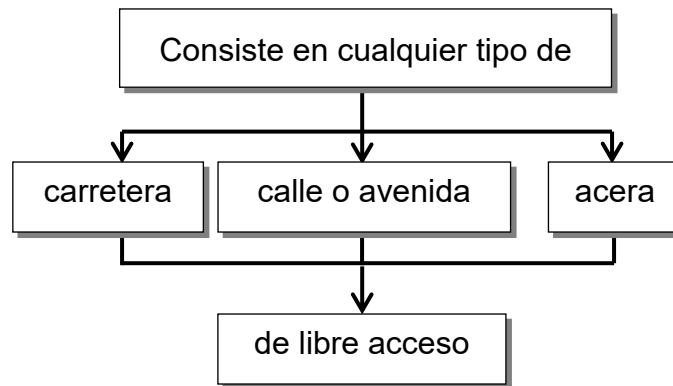 Consiste en cualquier tipo de
carretera
calle o avenida
acera
de libre acceso